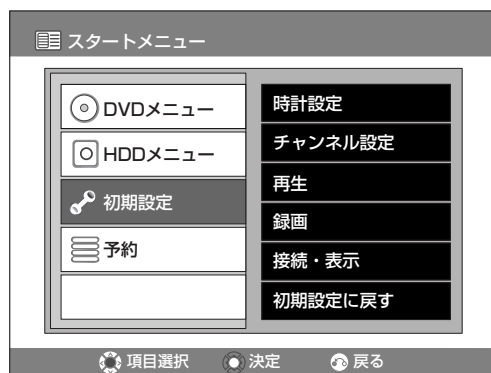 スタートメニュー
DVDメニュー
HDDメニュー
初期設定
予約
時計設定
チャンネル設定
再生
録画
接続・表示
初期設定に戻す
項目選択 決定 戻る